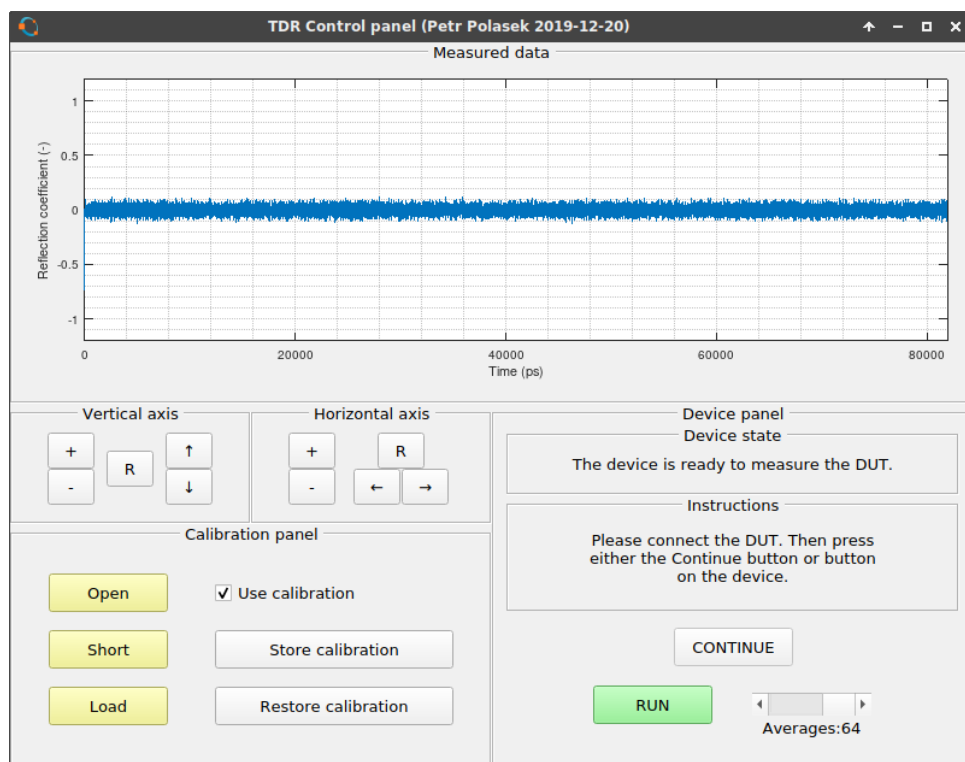 TDR Control panel (Petr Polasek 2019-12-20)
Measured data
Reflection coefficient (-)
1
0.5
0
-0.5
-1
0 20000 40000 60000 80000
Time (ps)
Vertical axis
+ R ↑
- ↓
Horizontal axis
+ R
- ← →
Calibration panel
Open Use calibration
Short Store calibration
Load Restore calibration
Device panel
Device state
The device is ready to measure the DUT.
Instructions
Please connect the DUT. Then press
either the Continue button or button
on the device.
CONTINUE
RUN
Averages:64